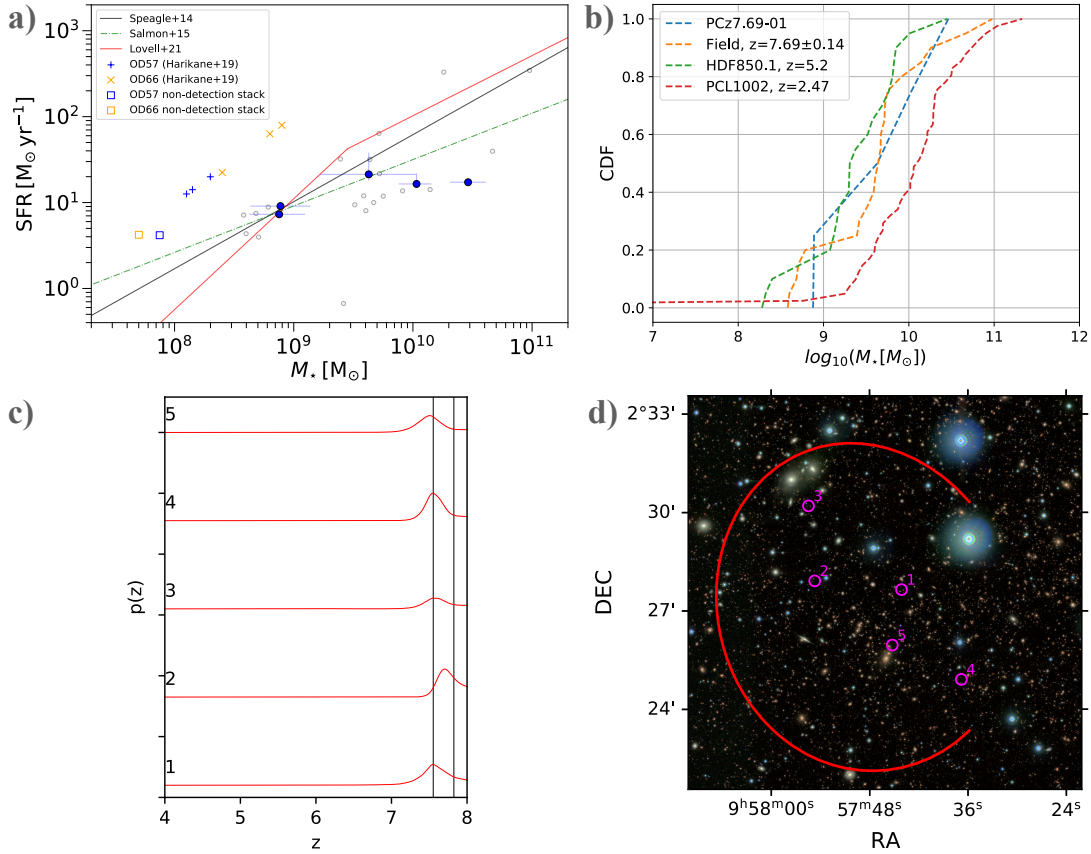 a)
Speagle+14
Salmon+15
Lovell+21
OD57 (Harikane+19)
OD66 (Harikane+19)
OD57 non-detection stack
OD66 non-detection stack
10³
10²
10¹
10⁰
SFR [M⊙ yr⁻¹]
10⁸ 10⁹ 10¹⁰ 10¹¹
M⋆ [M⊙]
b)
PCz7.69-01
Field, z=7.69±0.14
HDF850.1, z=5.2
PCL1002, z=2.47
1.0
0.8
0.6
0.4
0.2
0.0
CDF
7 8 9 10 11 12
log₁₀(M⋆[M⊙])
c)
5
4
3
2
1
p(z)
4 5 6 7 8
z
d)
2°33'
30'
27'
24'
DEC
3
2
1
5
4
9ʰ58ᵐ00ˢ 57ᵐ48ˢ 36ˢ 24ˢ
RA